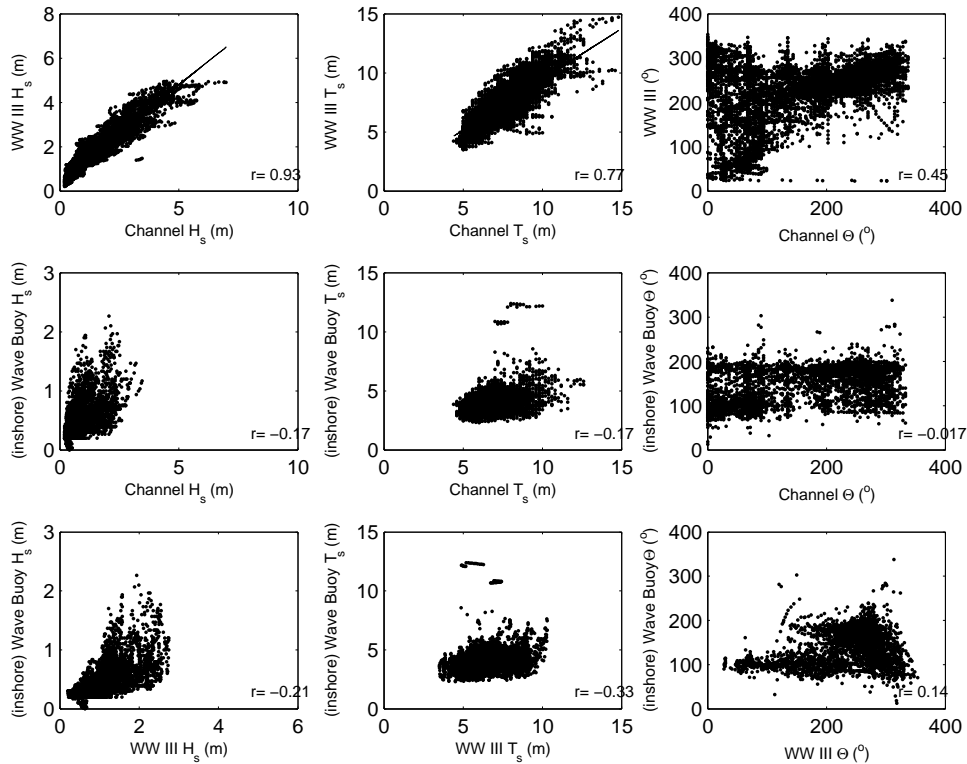 8
6
4
2
0
0
5
10
WW III H_s (m)
Channel H_s (m)
r= 0.93
15
10
5
0
0
5
10
15
WW III T_s (m)
Channel T_s (m)
r= 0.77
400
300
200
100
0
0
200
400
WW III (°)
Channel Θ (°)
r= 0.45
3
2
1
0
0
5
10
(inshore) Wave Buoy H_s (m)
Channel H_s (m)
r= −0.17
15
10
5
0
0
5
10
15
(inshore) Wave Buoy T_s (m)
Channel T_s (m)
r= −0.17
400
300
200
100
0
0
200
400
(inshore) Wave Buoy Θ (°)
Channel Θ (°)
r= −0.017
3
2
1
0
0
2
4
6
(inshore) Wave Buoy H_s (m)
WW III H_s (m)
r= −0.21
15
10
5
0
0
5
10
15
(inshore) Wave Buoy T_s (m)
WW III T_s (m)
r= −0.33
400
300
200
100
0
0
200
400
(inshore) Wave Buoy Θ (°)
WW III Θ (°)
r= 0.14